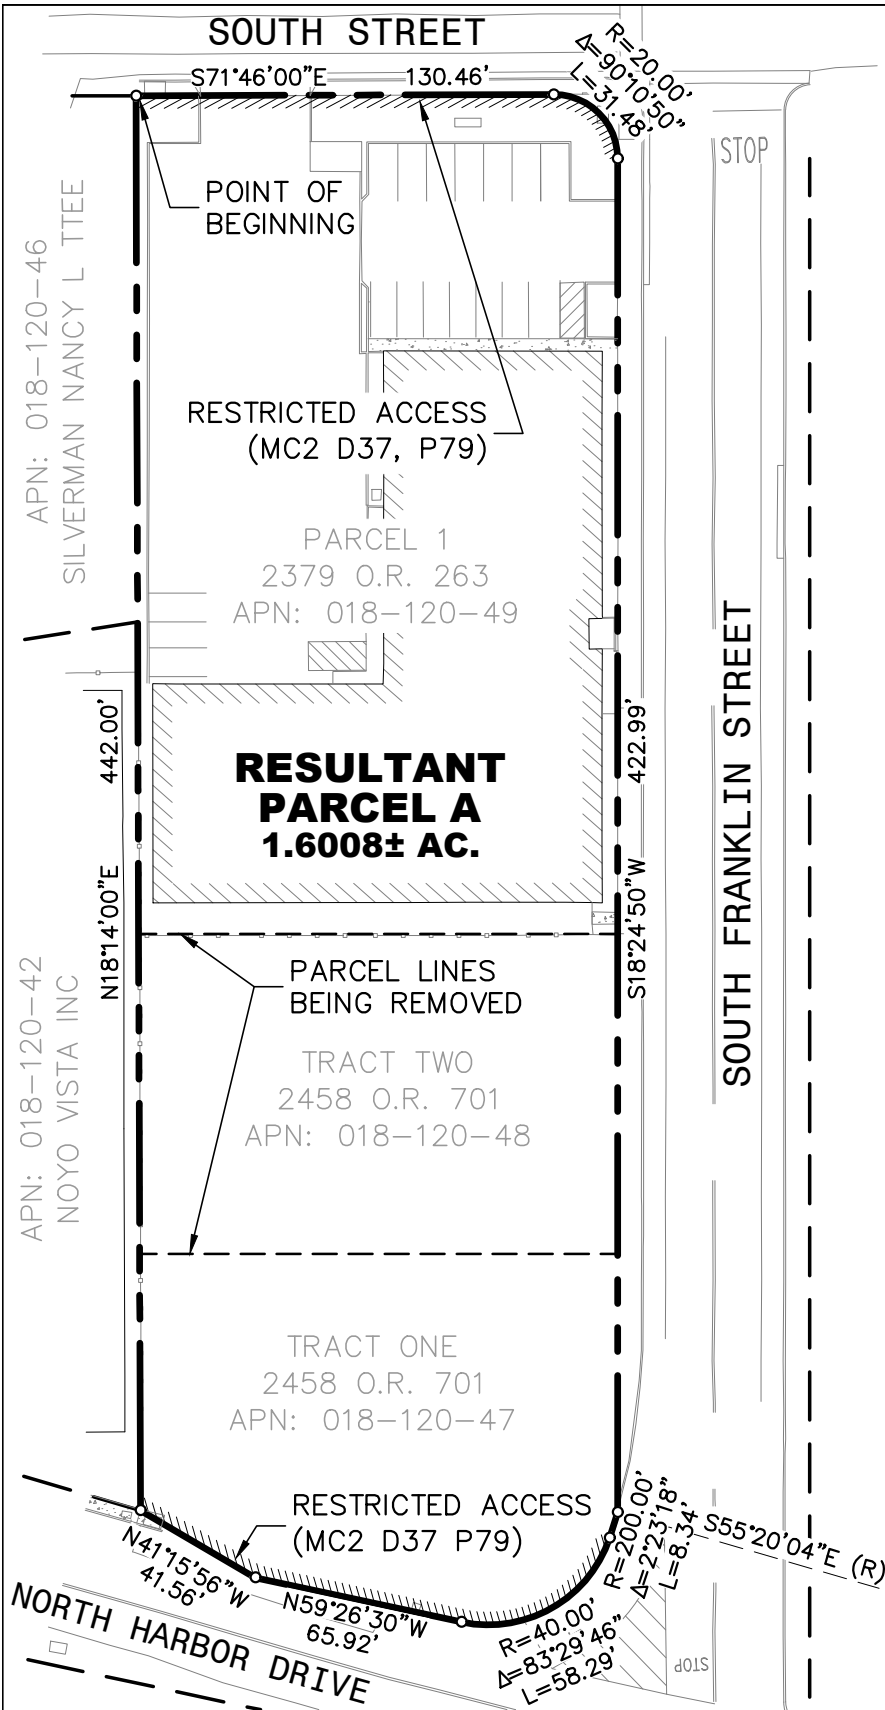 SOUTH STREET
S71°46'00"E 130.46'
R=20.00'
Δ=90°10'50"
L=31.48'
STOP
POINT OF
BEGINNING
APN: 018-120-46
SILVERMAN NANCY L TTEE
RESTRICTED ACCESS
(MC2 D37, P79)
PARCEL 1
2379 O.R. 263
APN: 018-120-49
RESULTANT
PARCEL A
1.6008± AC.
N18°14'00"E 442.00'
S18°24'50"W 422.99'
SOUTH FRANKLIN STREET
PARCEL LINES
BEING REMOVED
APN: 018-120-42
NOYO VISTA INC
TRACT TWO
2458 O.R. 701
APN: 018-120-48
TRACT ONE
2458 O.R. 701
APN: 018-120-47
RESTRICTED ACCESS
(MC2 D37 P79)
R=200.00'
Δ=2°23'18"
L=8.34'
S55°20'04"E (R)
N41°15'56"W
41.56'
N59°26'30"W
65.92'
R=40.00'
Δ=83°29'46"
L=58.29'
STOP
NORTH HARBOR DRIVE